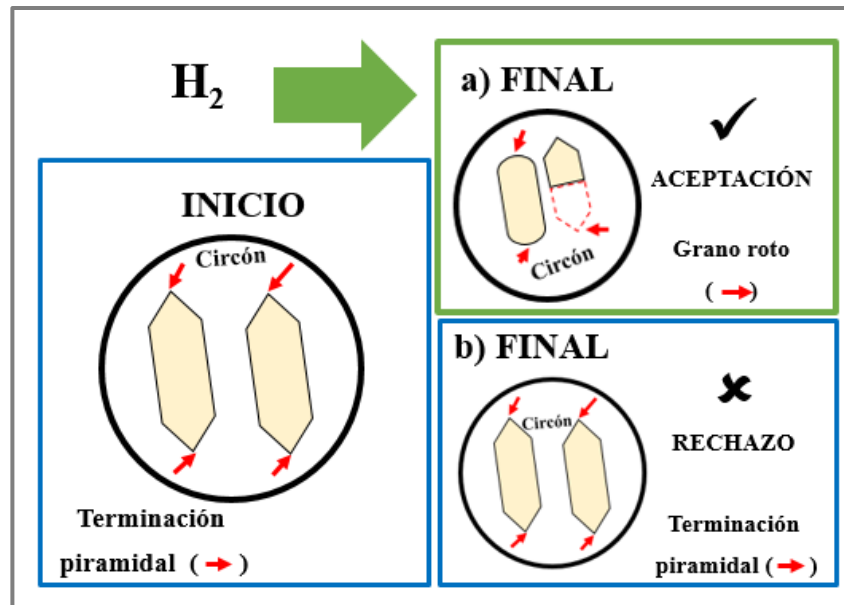 H₂
INICIO
Circón
Terminación
piramidal ( )
a) FINAL
Circón
ACEPTACIÓN
Grano roto
( )
b) FINAL
Circón
RECHAZO
Terminación
piramidal ( )